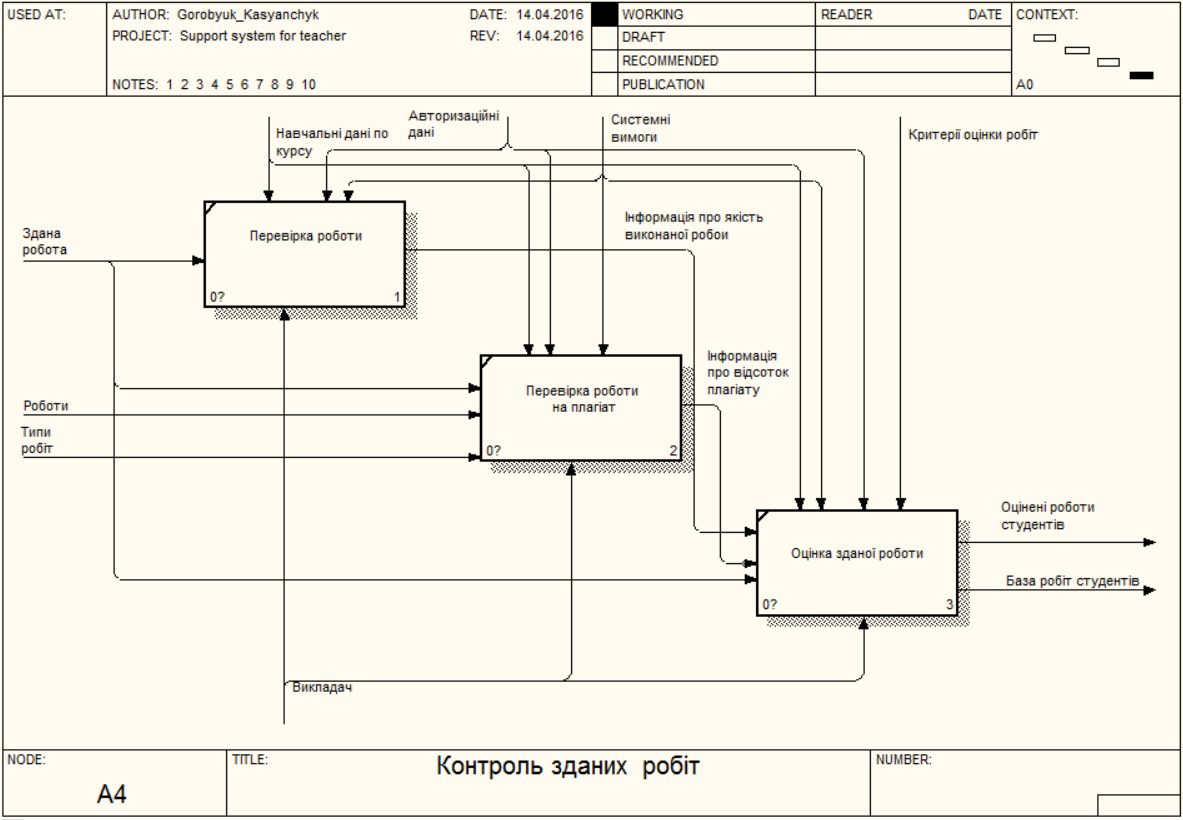 USED AT:
AUTHOR: Gorobyuk_Kasyanchyk
DATE: 14.04.2016
PROJECT: Support system for teacher
REV: 14.04.2016
NOTES: 1 2 3 4 5 6 7 8 9 10
WORKING
DRAFT
RECOMMENDED
PUBLICATION
READER
DATE
CONTEXT:
A0
Навчальні дані по
курсу
Авторизаційні
дані
Системні
вимоги
Критерії оцінки робіт
Здана
робота
Перевірка роботи
0?
1
Інформація про якість
виконаної робои
Роботи
Типи
робіт
Перевірка роботи
на плагіат
0?
2
Інформація
про відсоток
плагіату
Оцінка зданої роботи
0?
3
Оцінені роботи
студентів
База робіт студентів
Викладач
NODE:
A4
TITLE:
Контроль зданих робіт
NUMBER: